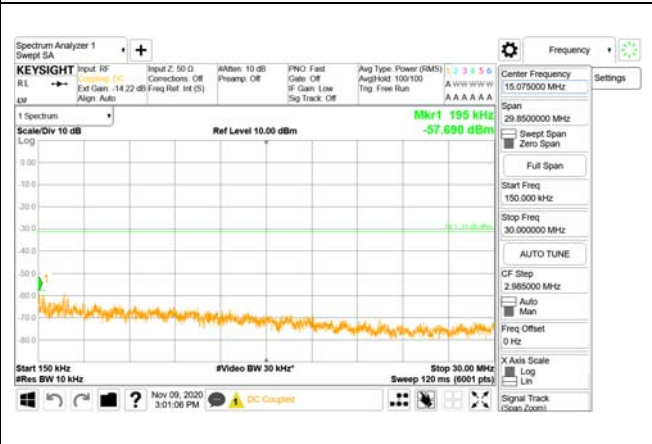 Spectrum Analyzer 1
Swept SA
+
Frequency
KEYSIGHT
RL
Input: RF
Coupling: DC
Ext Gain: -14.22 dB
Align: Auto
Input Z: 50 Ω
Corrections: Off
Freq Ref: Int (S)
#Atten: 10 dB
Preamp: Off
PNO: Fast
Gate: Off
IF Gain: Low
Sig Track: Off
Avg Type: Power (RMS)
Avg|Hold: 100/100
Trig: Free Run
1 2 3 4 5 6
A W W W W W
A A A A A A
1 Spectrum
Scale/Div 10 dB
Log
Ref Level 10.00 dBm
Mkr1 195 kHz
-57.690 dBm
0.00
-10.0
-20.0
-30.0
-40.0
-50.0
-60.0
-70.0
-80.0
1
Start 150 kHz
#Res BW 10 kHz
#Video BW 30 kHz*
Stop 30.00 MHz
Sweep 120 ms (6001 pts)
?
Nov 09, 2020
3:01:06 PM
DC Coupled
Center Frequency
15.075000 MHz
Settings
Span
29.8500000 MHz
Swept Span
Zero Span
Full Span
Start Freq
150.000 kHz
Stop Freq
30.000000 MHz
AUTO TUNE
CF Step
2.985000 MHz
Auto
Man
Freq Offset
0 Hz
X Axis Scale
Log
Lin
Signal Track
(Span Zoom)